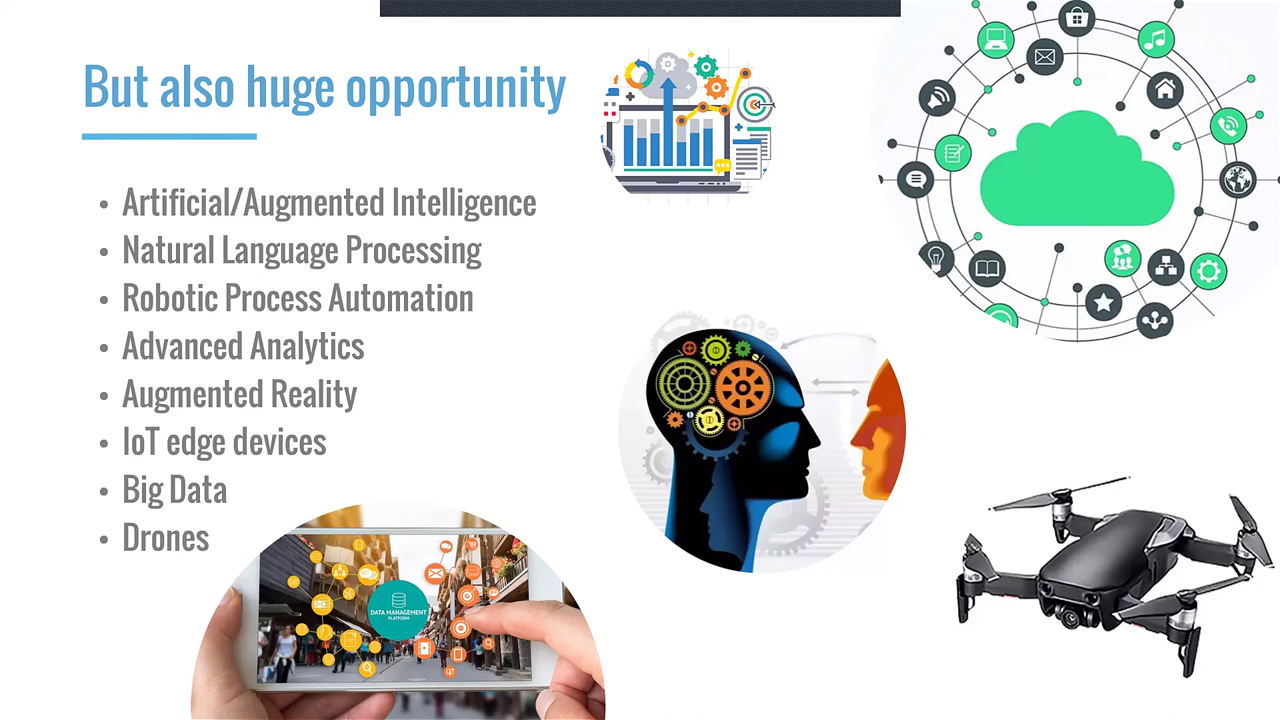 But also huge opportunity
• Artificial/Augmented Intelligence
• Natural Language Processing
• Robotic Process Automation
• Advanced Analytics
• Augmented Reality
• IoT edge devices
• Big Data
• Drones
DATA MANAGEMENT
PLATFORM